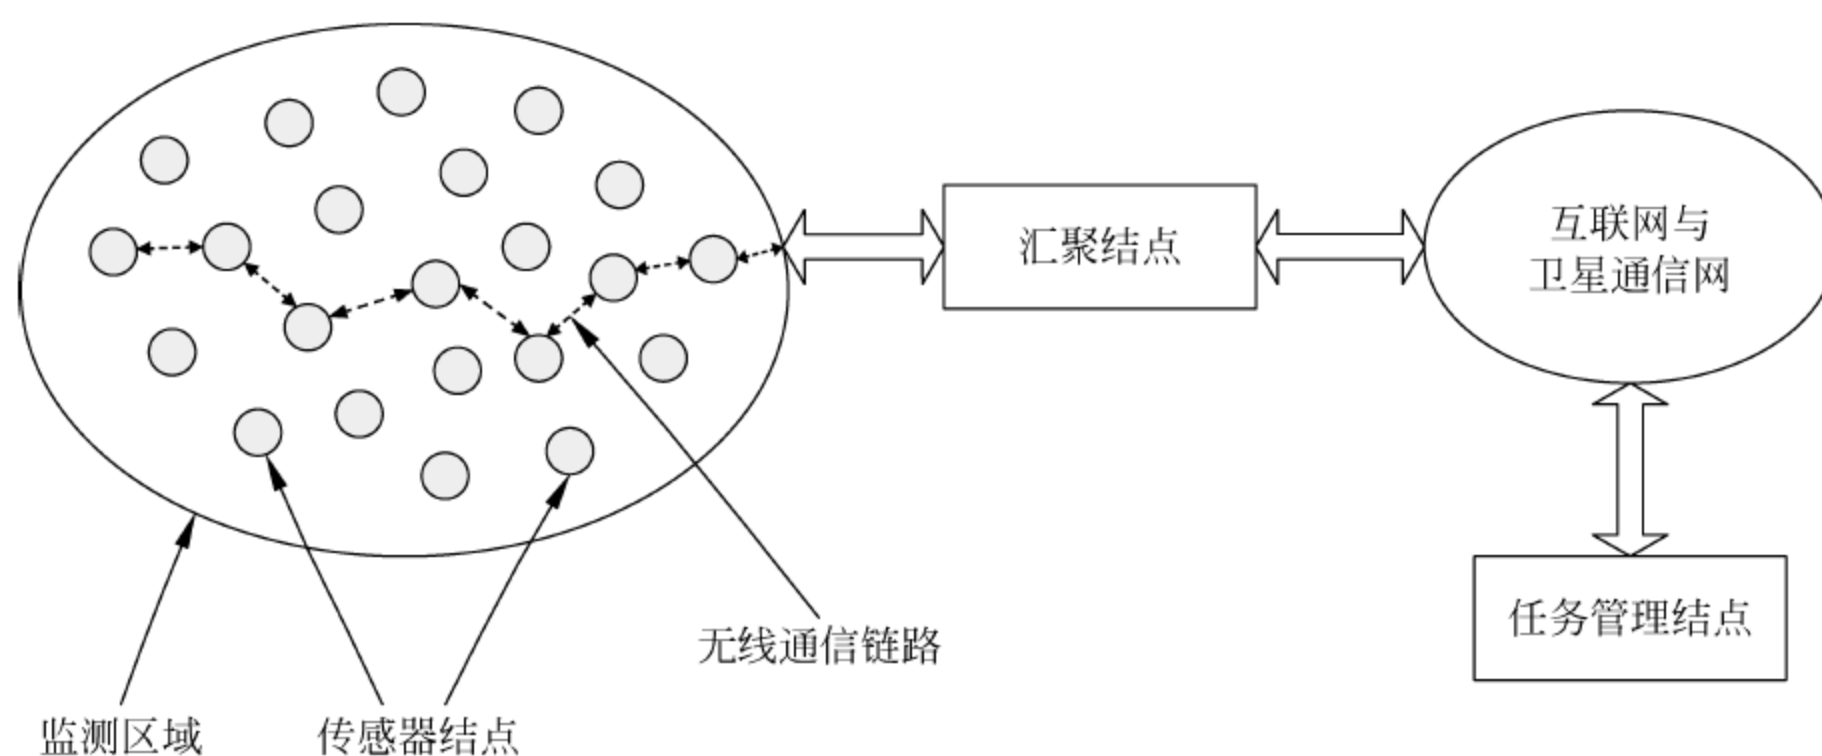 互联网与
卫星通信网
汇聚结点
任务管理结点
无线通信链路
监测区域
传感器结点